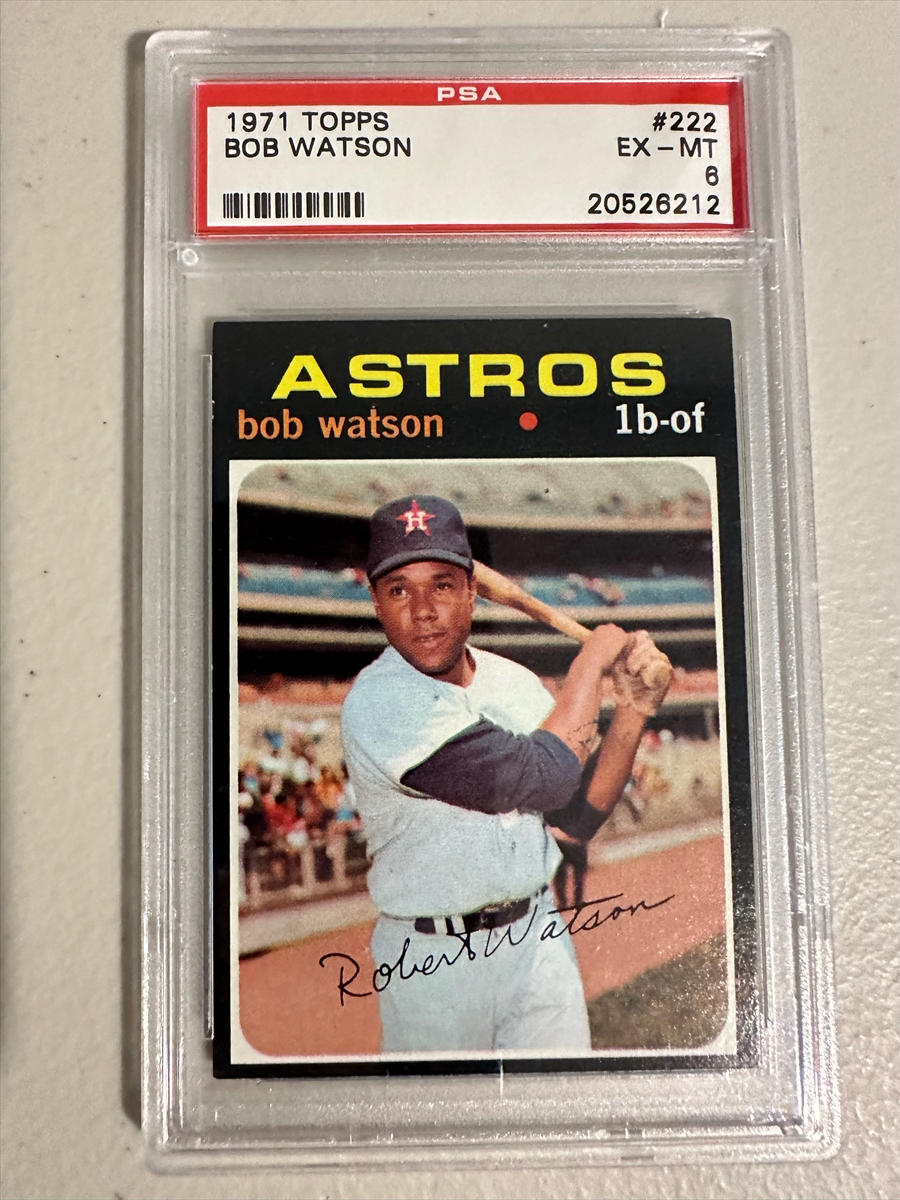 PSA
1971 TOPPS #222
BOB WATSON EX-MT
6
20526212
ASTROS
bob watson 1b-of
H
Robert Watson